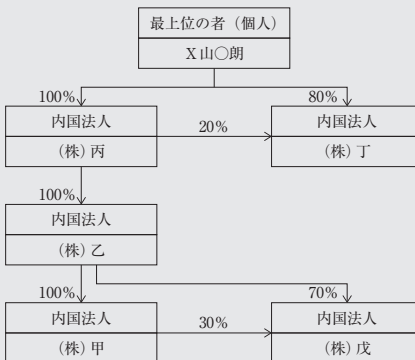 最上位の者（個人）
X山〇朗
100%
80%
内国法人
20%
内国法人
(株)丙
(株)丁
100%
内国法人
(株)乙
100%
70%
内国法人
30%
内国法人
(株)甲
(株)戊